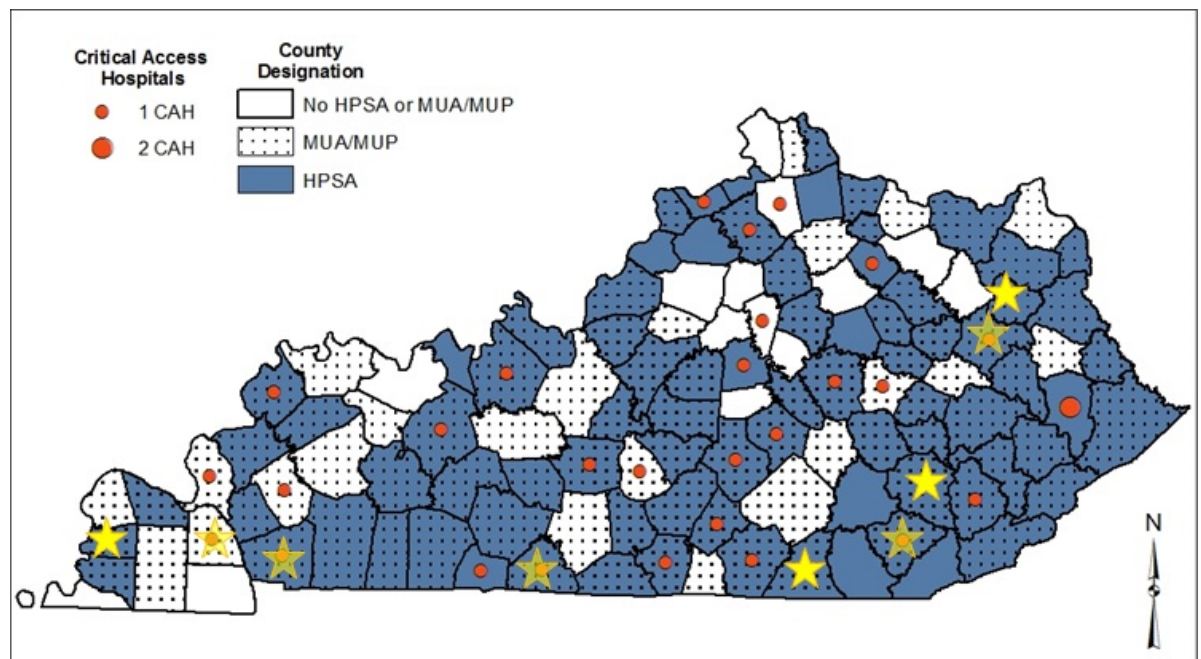 Critical Access
Hospitals
1 CAH
2 CAH
County
Designation
No HPSA or MUA/MUP
MUA/MUP
HPSA
N